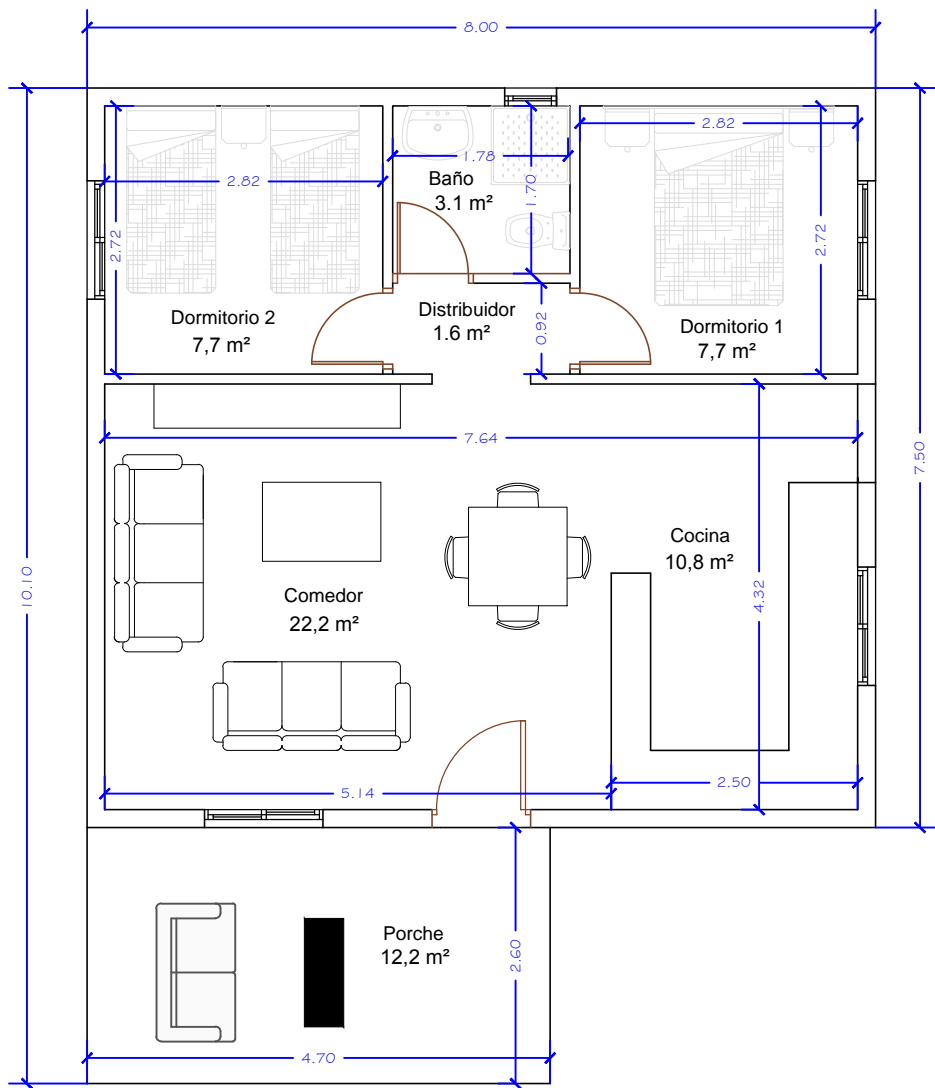 8.00
2.82
2.82
1.78
1.70
Baño
3.1 m²
2.72
2.72
Dormitorio 2
7,7 m²
Distribuidor
1.6 m²
0.92
Dormitorio 1
7,7 m²
7.64
7.50
10.10
Cocina
10,8 m²
4.32
Comedor
22,2 m²
5.14
2.50
Porche
12,2 m²
2.60
4.70